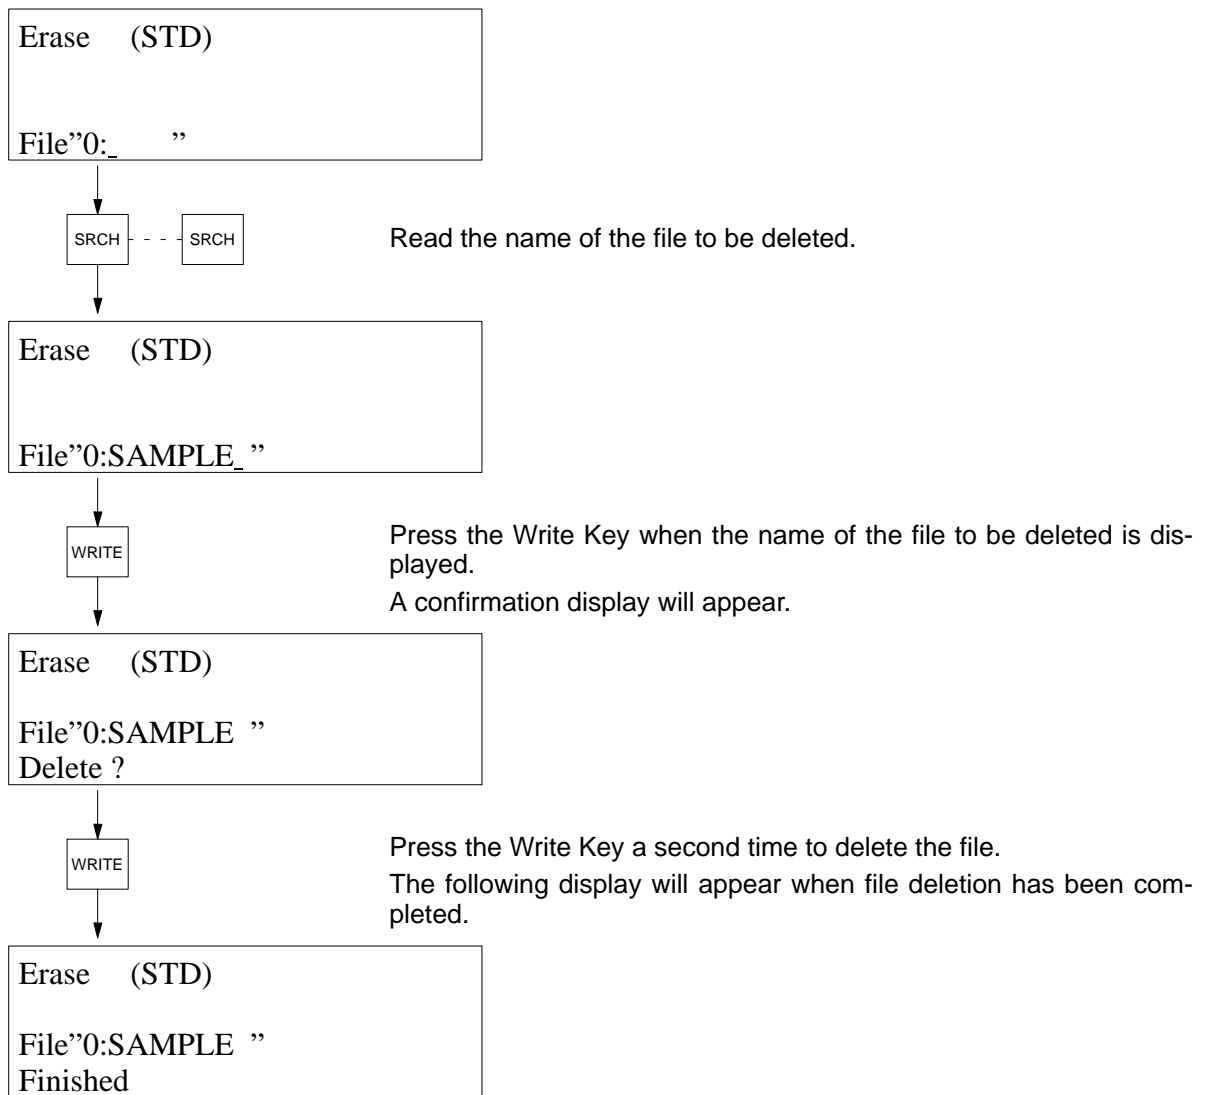 Erase (STD)
File”0:_ ”
SRCH - - - SRCH
Read the name of the file to be deleted.
Erase (STD)
File”0:SAMPLE_ ”
WRITE
Press the Write Key when the name of the file to be deleted is dis-
played.
A confirmation display will appear.
Erase (STD)
File”0:SAMPLE ”
Delete ?
WRITE
Press the Write Key a second time to delete the file.
The following display will appear when file deletion has been com-
pleted.
Erase (STD)
File”0:SAMPLE ”
Finished